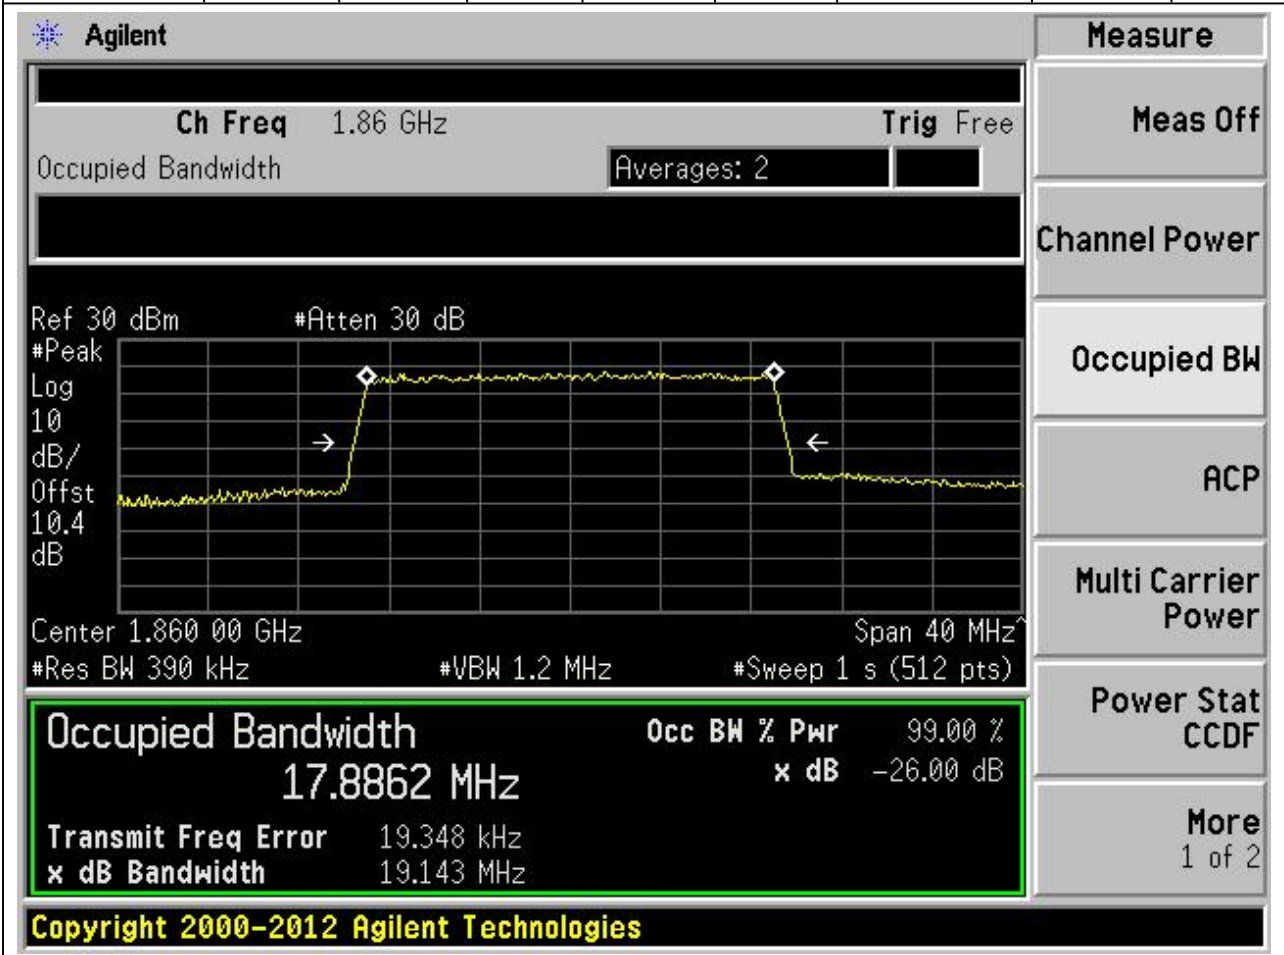 Agilent
Measure
Ch Freq 1.86 GHz
Trig Free
Occupied Bandwidth
Averages: 2
Ref 30 dBm #Atten 30 dB
#Peak
Log
10
dB/
Offst
10.4
dB
Center 1.860 00 GHz Span 40 MHz^
#Res BW 390 kHz #VBW 1.2 MHz #Sweep 1 s (512 pts)
Occupied Bandwidth
17.8862 MHz
Occ BW % Pwr 99.00 %
x dB -26.00 dB
Transmit Freq Error 19.348 kHz
x dB Bandwidth 19.143 MHz
Meas Off
Channel Power
Occupied BW
ACP
Multi Carrier
Power
Power Stat
CCDF
More
1 of 2
Copyright 2000-2012 Agilent Technologies